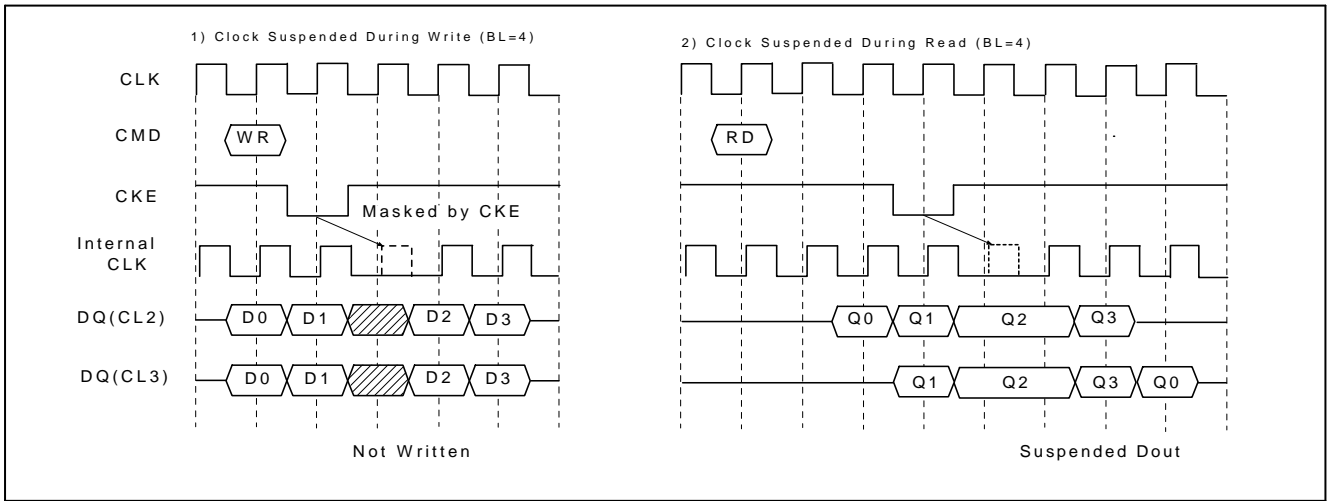 1) Clock Suspended During Write (BL=4)
2) Clock Suspended During Read (BL=4)
CLK
CMD
WR
RD
CKE
Masked by CKE
Internal
CLK
DQ(CL2)
D0 D1 D2 D3
Q0 Q1 Q2 Q3
DQ(CL3)
D0 D1 D2 D3
Q1 Q2 Q3 Q0
Not Written
Suspended Dout